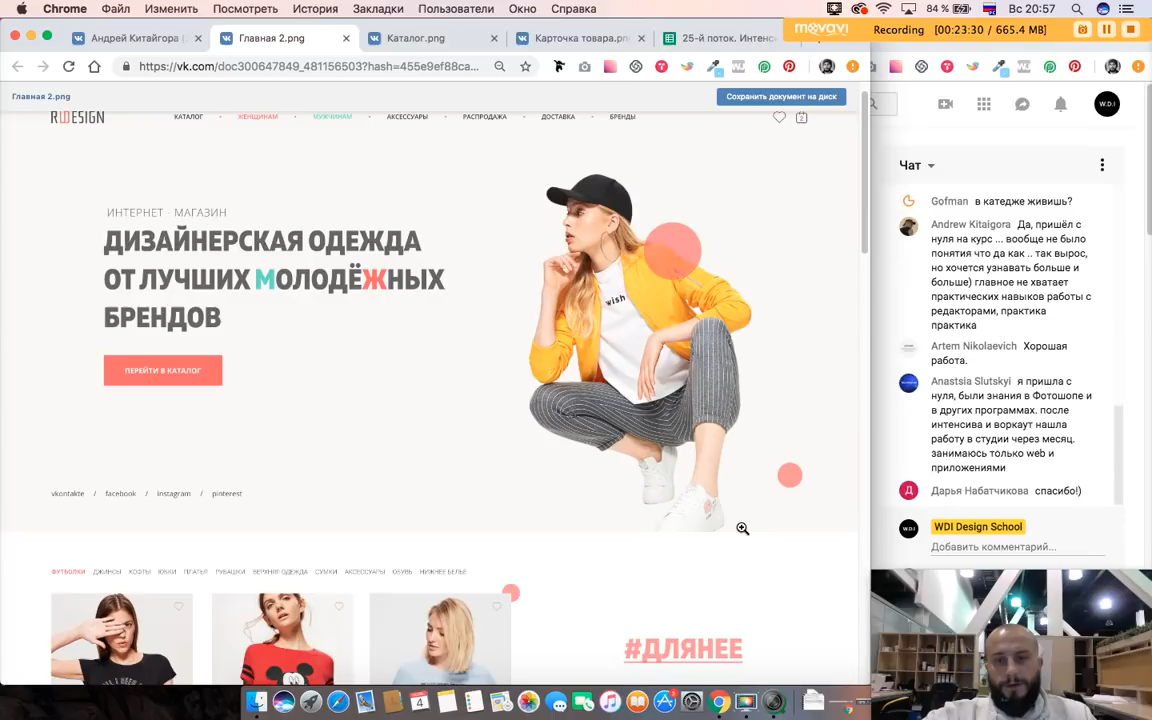 Chrome Файл Изменить Посмотреть История Закладки Пользователи Окно Справка
84 % Вс 20:57
movavi Recording [00:23:30 / 665.4 MB]
Андрей Китайгора (
Главная 2.png
Каталог.png
Карточка товара.pn
25-й поток. Интенс
https://vk.com/doc300647849_481156503?hash=455e9ef88ca...
Главная 2.png
Сохранить документ на диск
КАТАЛОГ ЖЕНЩИНАМ МУЖЧИНАМ АКСЕССУАРЫ РАСПРОДАЖА ДОСТАВКА БРЕНДЫ
ИНТЕРНЕТ · МАГАЗИН
ДИЗАЙНЕРСКАЯ ОДЕЖДА
ОТ ЛУЧШИХ МОЛОДЁЖНЫХ
БРЕНДОВ
ПЕРЕЙТИ В КАТАЛОГ
wish
vkontakte / facebook / instagram / pinterest
ФУТБОЛКИ ДЖИНСЫ КОФТЫ ЮБКИ ПЛАТЬЯ РУБАШКИ ВЕРХНЯЯ ОДЕЖДА СУМКИ АКСЕССУАРЫ ОБУВЬ НИЖНЕЕ БЕЛЬЕ
#ДЛЯНЕЕ
W.D.i
Чат
Gofman в катедже живишь?
Andrew Kitaigora Да, пришёл с
нуля на курс ... вообще не было
понятия что да как .. так вырос,
но хочется узнавать больше и
больше) главное не хватает
практических навыков работы с
редакторами, практика
практика
Artem Nikolaevich Хорошая
работа.
Anastsia Slutskyi я пришла с
нуля, были знания в Фотошопе и
в других программах. после
интенсива и воркаут нашла
работу в студии через месяц.
занимаюсь только web и
приложениями
Д Дарья Набатчикова спасибо!)
W.D.i WDI Design School
Добавить комментарий...